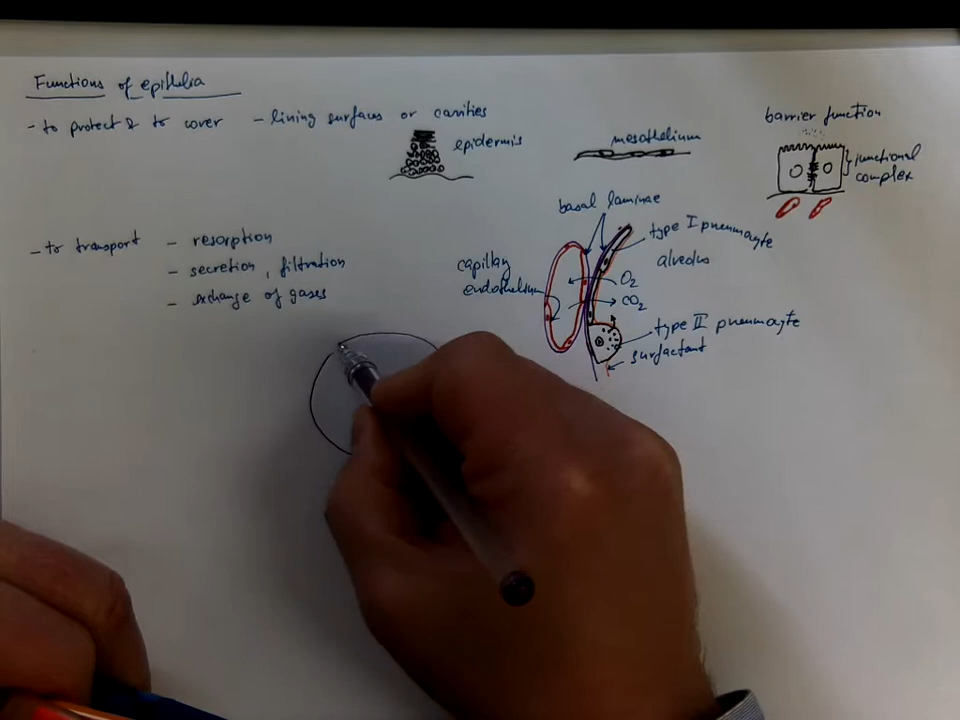 Functions of epithelia
- to protect & to cover - lining surfaces or cavities
epidermis
mesothelium
barrier function
junctional
complex
- to transport - resorption
- secretion, filtration
- exchange of gases
basal laminae
type I pneumocyte
alveolus
capillary
endothelium
O2
CO2
type II pneumocyte
surfactant